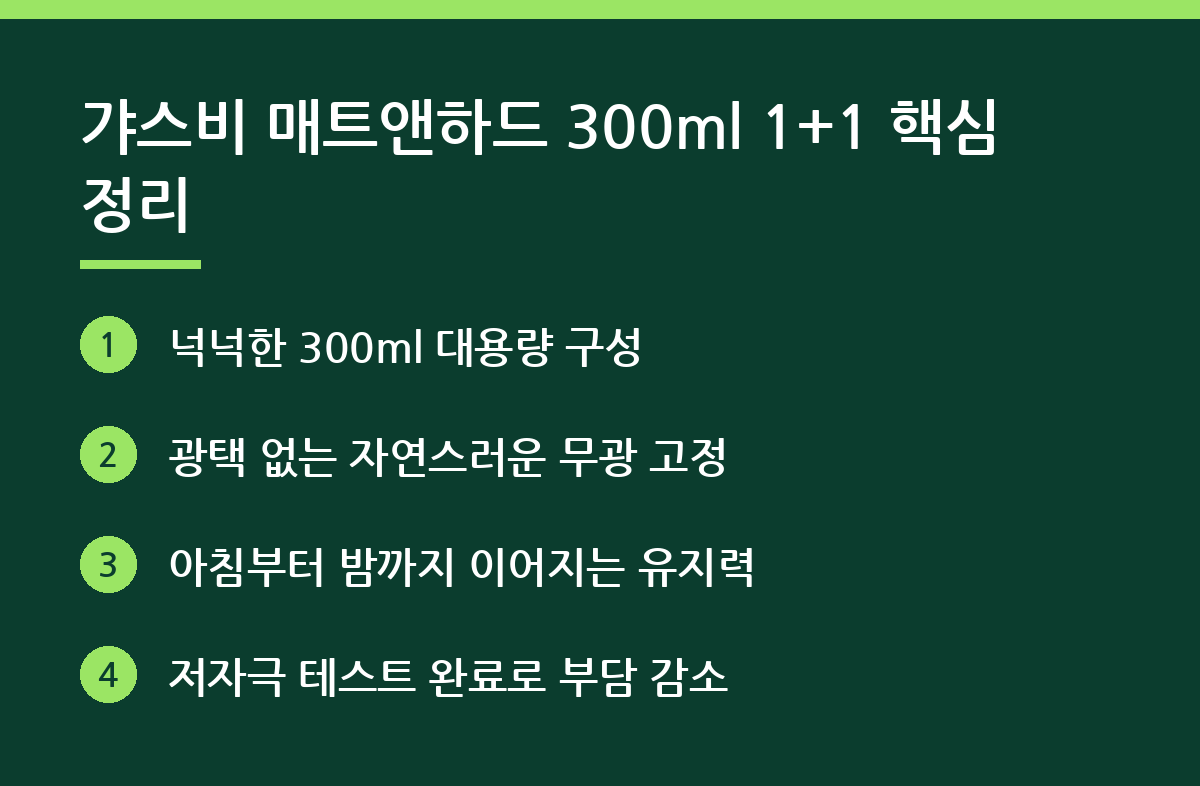 갸스비 매트앤하드 300ml 1+1 핵심
정리
1 넉넉한 300ml 대용량 구성
2 광택 없는 자연스러운 무광 고정
3 아침부터 밤까지 이어지는 유지력
4 저자극 테스트 완료로 부담 감소